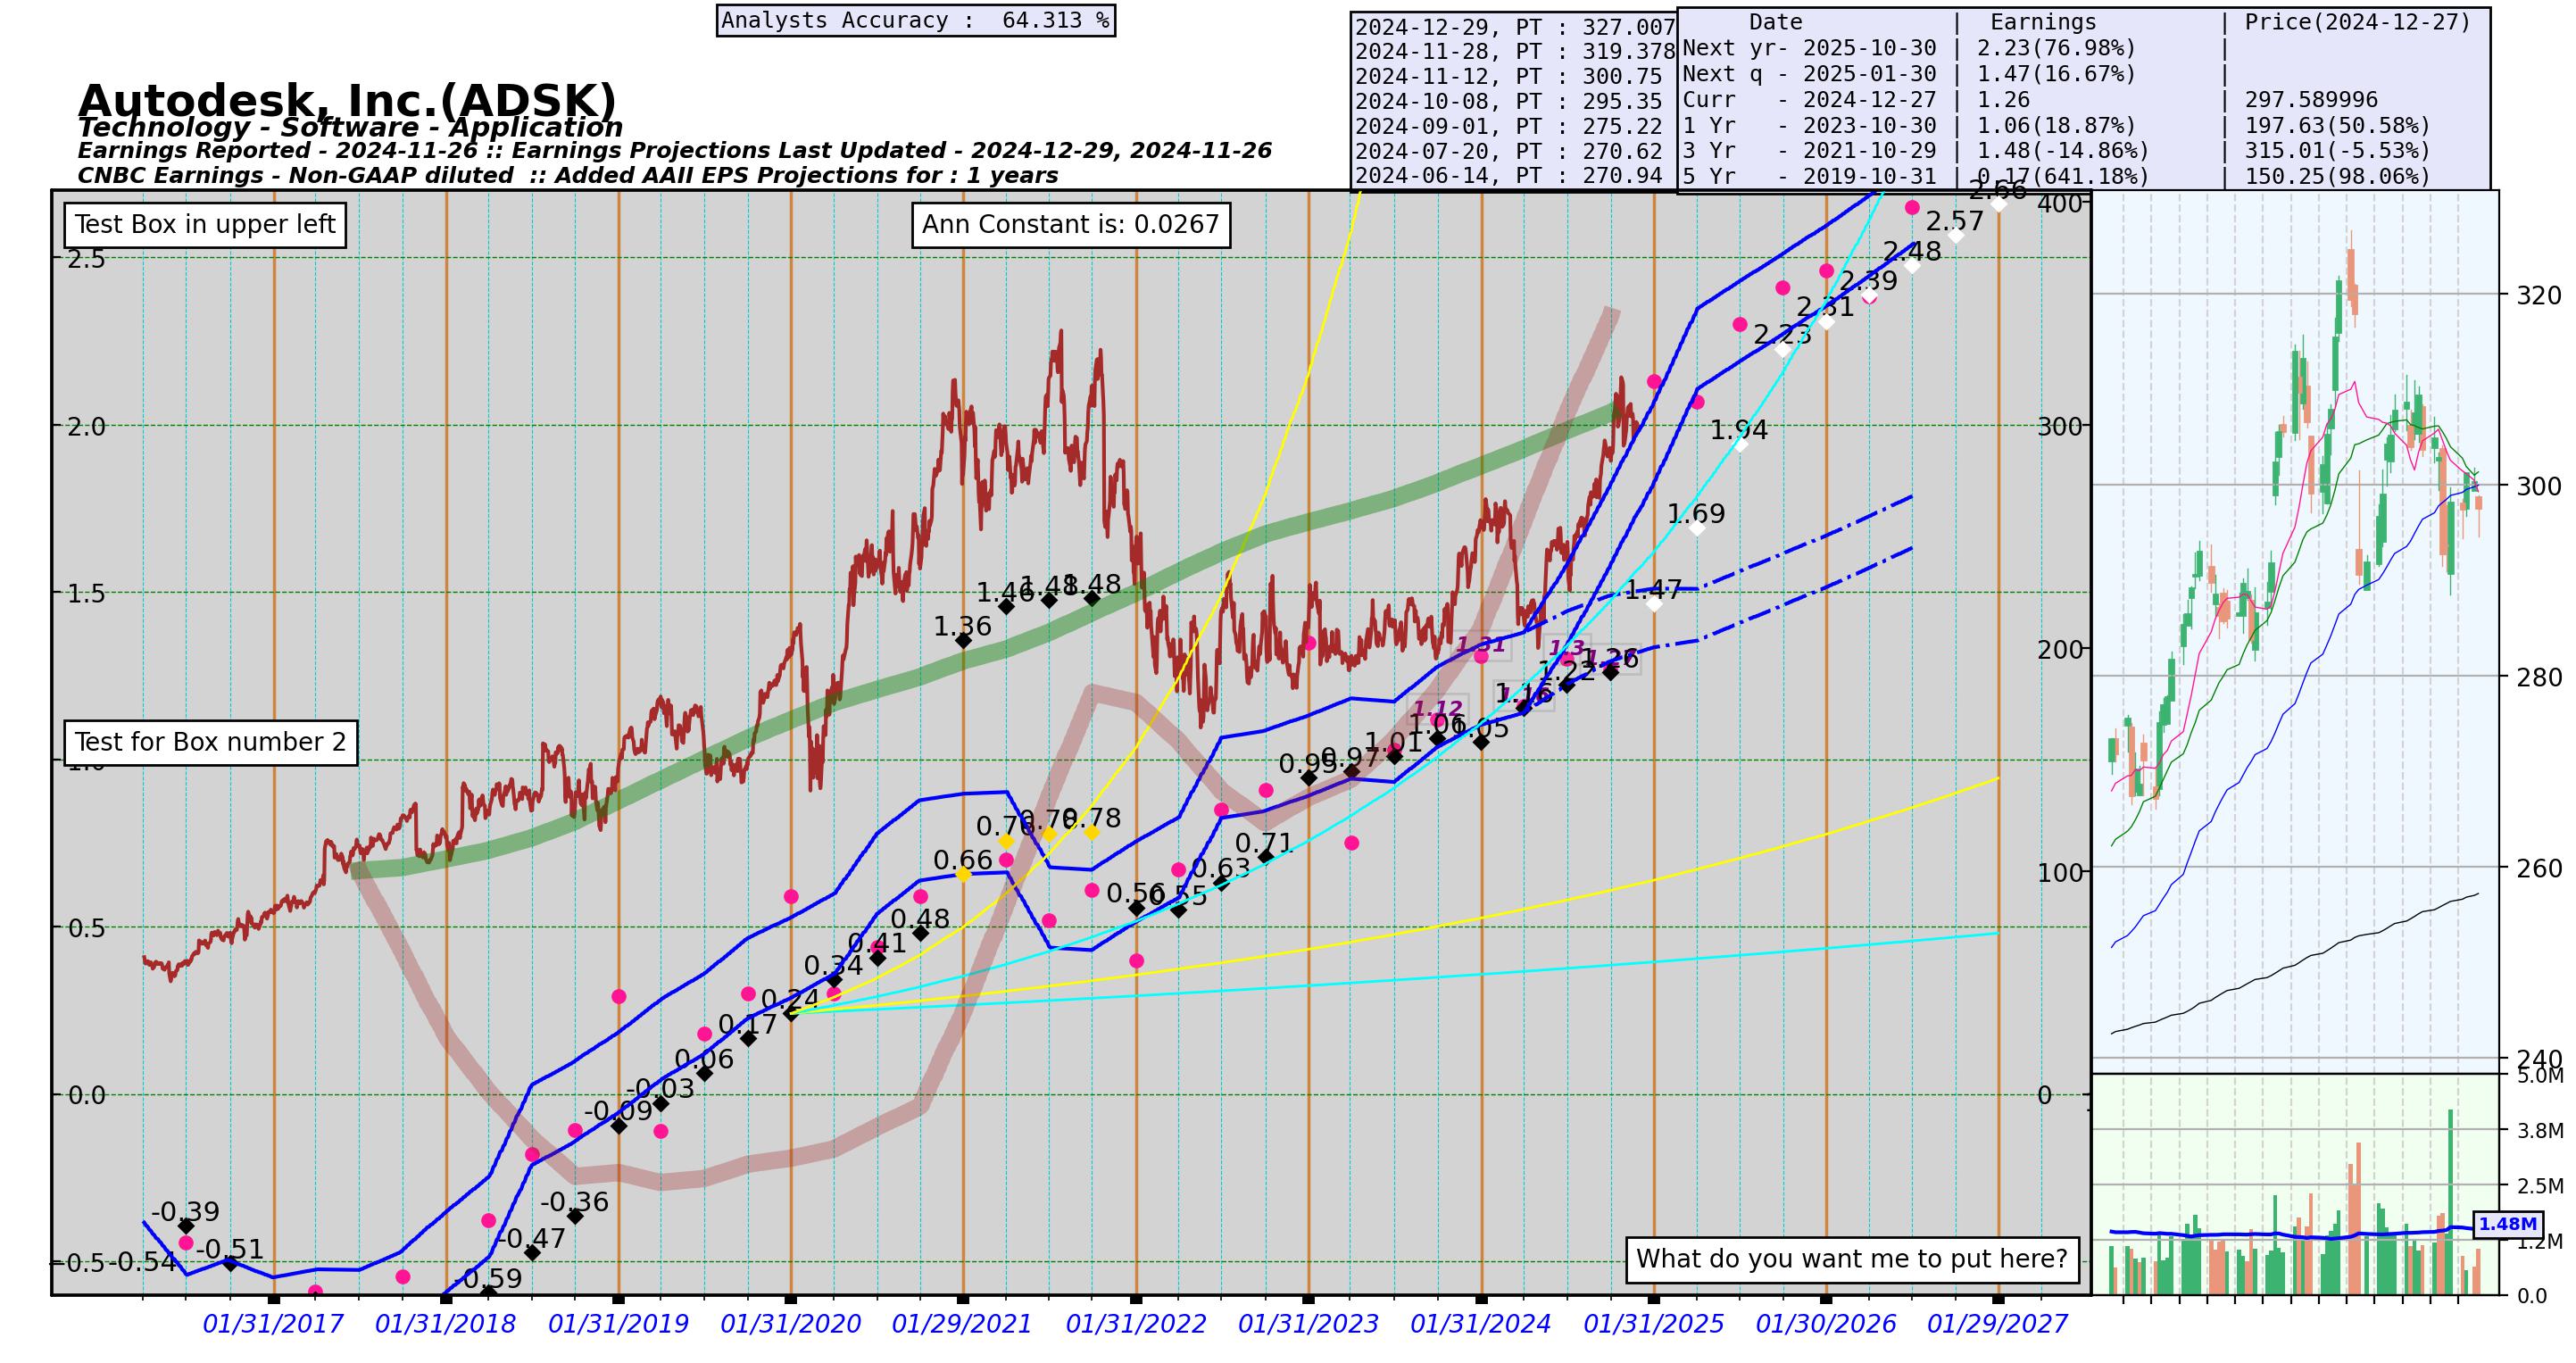 Analysts Accuracy :  64.313 %
2024-12-29, PT : 327.007
2024-11-28, PT : 319.378
2024-11-12, PT : 300.75
2024-10-08, PT : 295.35
2024-09-01, PT : 275.22
2024-07-20, PT : 270.62
2024-06-14, PT : 270.94
Date | Earnings | Price(2024-12-27)
Next yr- 2025-10-30 | 2.23(76.98%) |
Next q - 2025-01-30 | 1.47(16.67%) |
Curr - 2024-12-27 | 1.26 | 297.589996
1 Yr - 2023-10-30 | 1.06(18.87%) | 197.63(50.58%)
3 Yr - 2021-10-29 | 1.48(-14.86%) | 315.01(-5.53%)
5 Yr - 2019-10-31 | 0.17(641.18%) | 150.25(98.06%)
Autodesk, Inc.(ADSK)
Technology - Software - Application
Earnings Reported - 2024-11-26 :: Earnings Projections Last Updated - 2024-12-29, 2024-11-26
CNBC Earnings - Non-GAAP diluted  :: Added AAII EPS Projections for : 1 years
Test Box in upper left
Ann Constant is: 0.0267
Test for Box number 2
What do you want me to put here?
2.5
2.0
1.5
1.0
0.5
0.0
-0.5
-0.54
-0.39
-0.51
-0.59
-0.47
-0.36
-0.09
-0.03
0.06
0.17
0.24
0.34
0.41
0.48
0.66
0.76
0.78
0.78
1.36
1.46
1.48
1.48
0.56
0.55
0.63
0.71
0.95
0.97
1.01
1.06
1.05
1.16
1.22
1.26
1.12
1.31
1.3
1.47
1.69
1.94
2.23
2.31
2.39
2.48
2.57
2.66
400
300
200
100
0
320
300
280
260
240
5.0M
3.8M
2.5M
1.48M
1.2M
0.0
01/31/2017
01/31/2018
01/31/2019
01/31/2020
01/29/2021
01/31/2022
01/31/2023
01/31/2024
01/31/2025
01/30/2026
01/29/2027